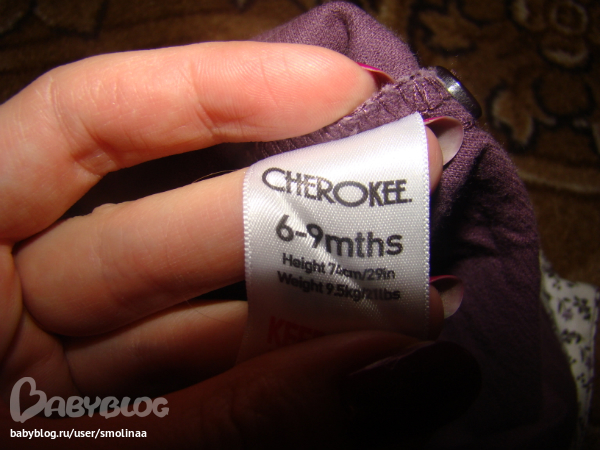 CHEROKEE.
6-9mths
Height 74cm/29in
Weight 9.5kg/21lbs
BABYBLOG
babyblog.ru/user/smolinaa